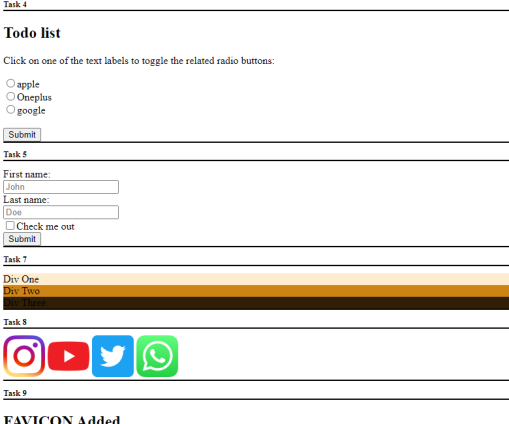 Task 4
Todo list
Click on one of the text labels to toggle the related radio buttons:
apple
Oneplus
google
Submit
Task 5
First name:
John
Last name:
Doe
Check me out
Submit
Task 7
Div One
Div Two
Div Three
Task 8
Task 9
FAVICON Added